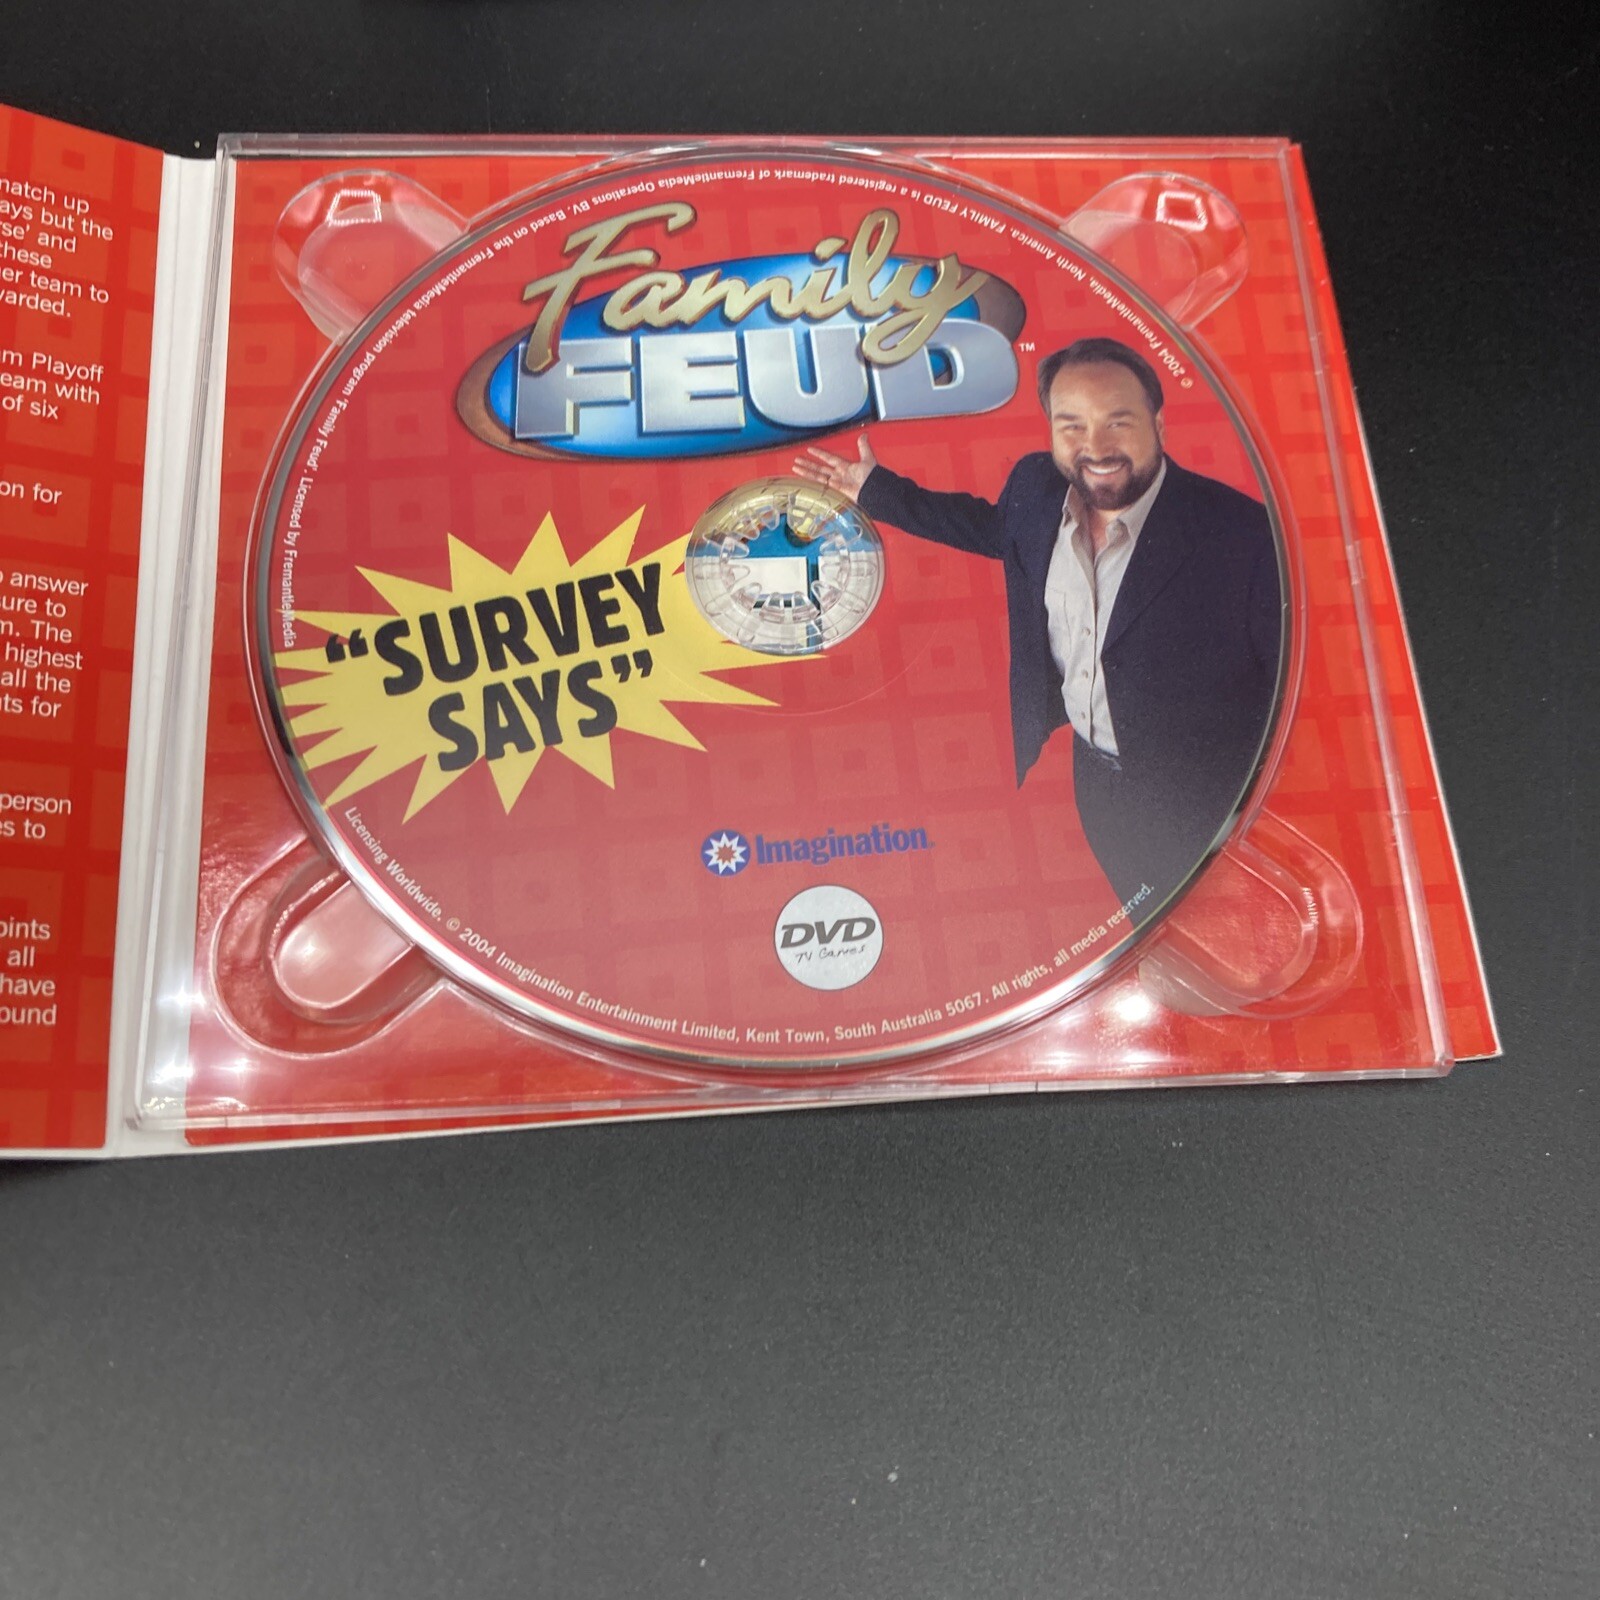 natch up
ays but the
rse' and
these
er team to
varded.
m Playoff
eam with
of six
on for
answer
sure to
m. The
highest
all the
ts for
person
es to
oints
all
have
ound
Family
FEUD™
"SURVEY
SAYS"
Imagination
DVD
TV Games
Licensing Worldwide. © 2004 Imagination Entertainment Limited, Kent Town, South Australia 5067. All rights, all media reserved.
© 2004 FremantleMedia, North America. FAMILY FEUD is a registered trademark of FremantleMedia Operations BV. Based on the FremantleMedia television program 'Family Feud'. Licensed by FremantleMedia